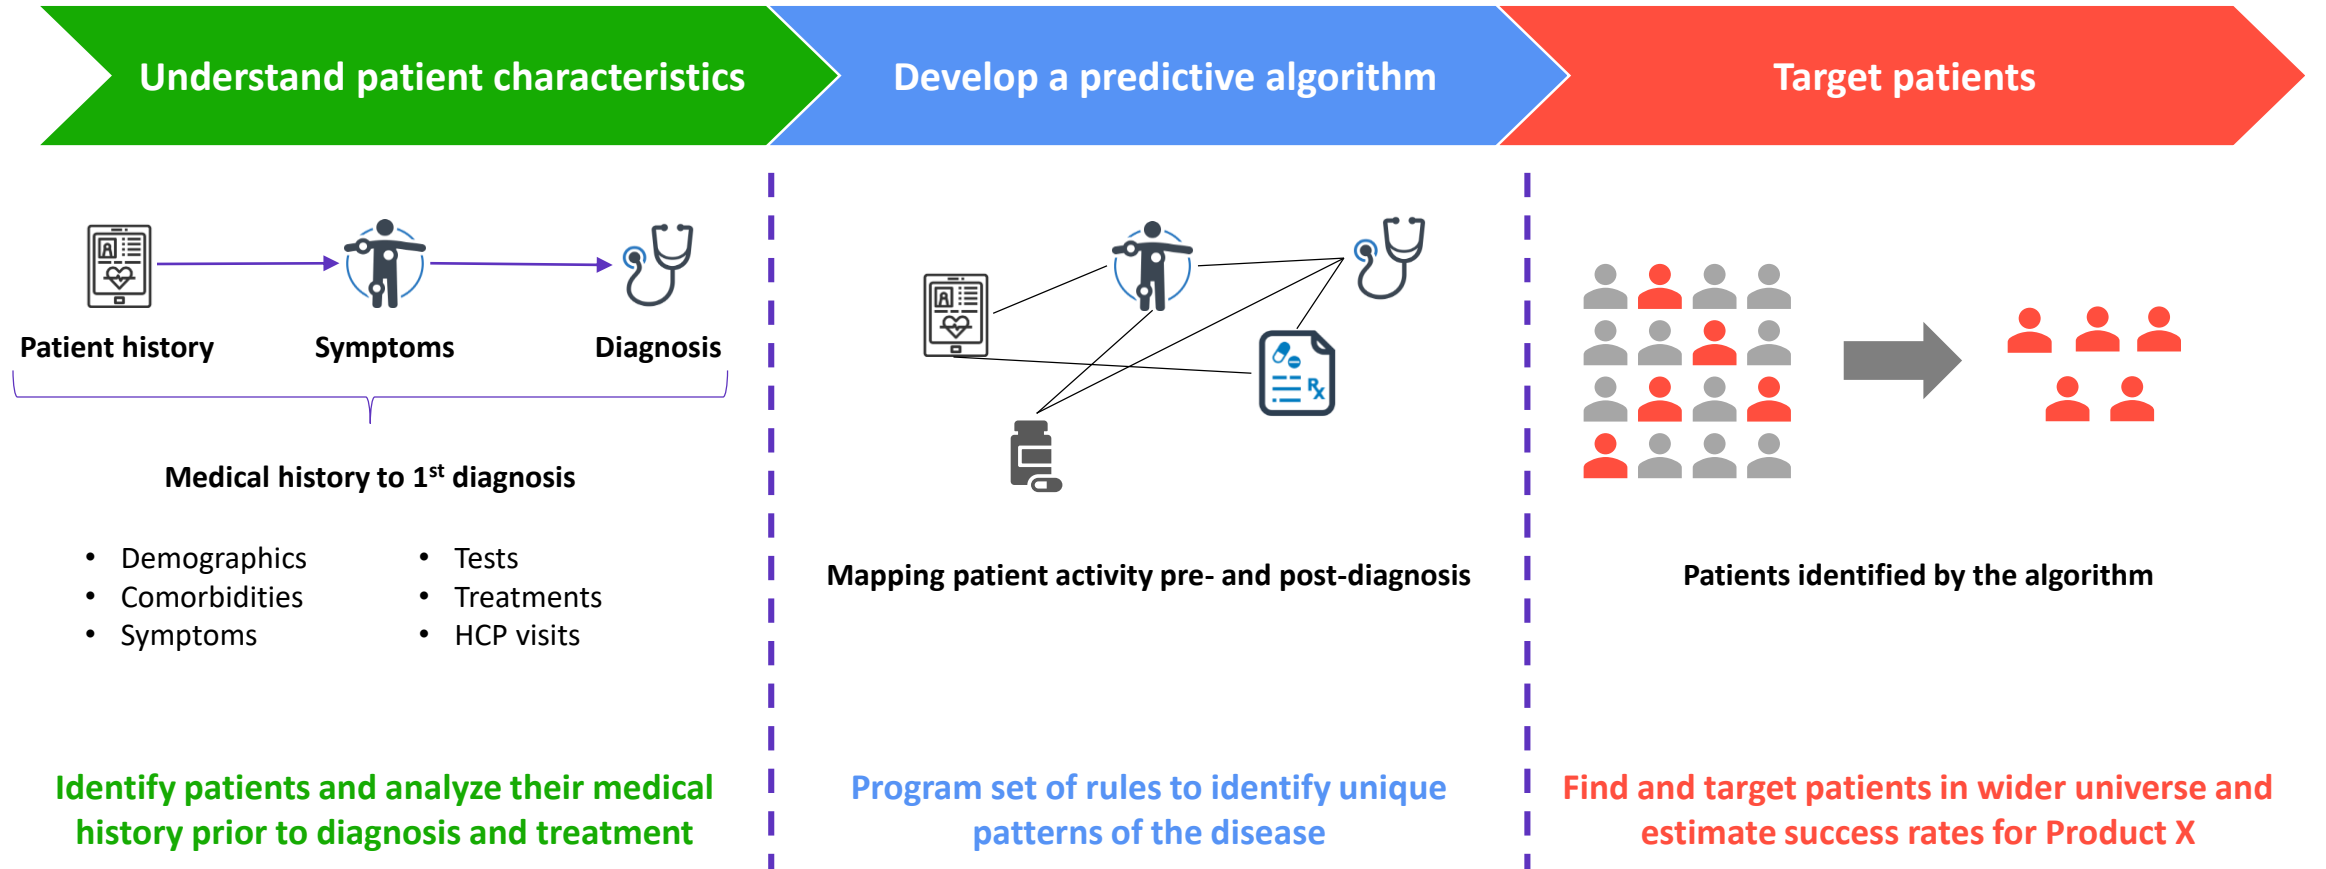 Understand patient characteristics
Develop a predictive algorithm
Target patients
Patient history
Symptoms
Diagnosis
Medical history to 1st diagnosis
• Demographics
• Comorbidities
• Symptoms
• Tests
• Treatments
• HCP visits
Identify patients and analyze their medical
history prior to diagnosis and treatment
Rx
Mapping patient activity pre- and post-diagnosis
Program set of rules to identify unique
patterns of the disease
Patients identified by the algorithm
Find and target patients in wider universe and
estimate success rates for Product X